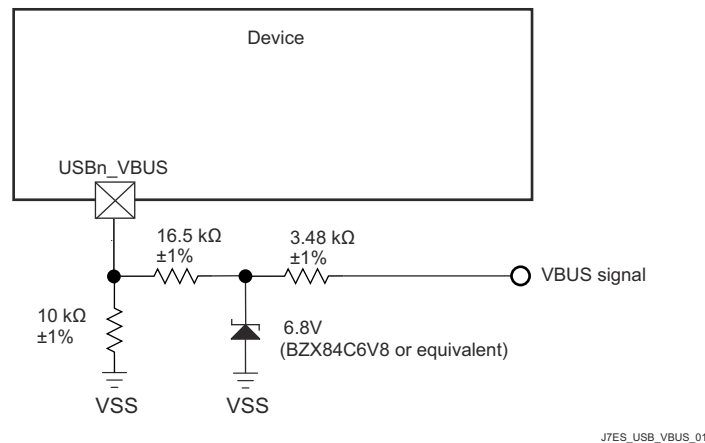 Device
USBn_VBUS
16.5 kΩ
±1%
3.48 kΩ
±1%
VBUS signal
10 kΩ
±1%
6.8V
(BZX84C6V8 or equivalent)
VSS
VSS
J7ES_USB_VBUS_01